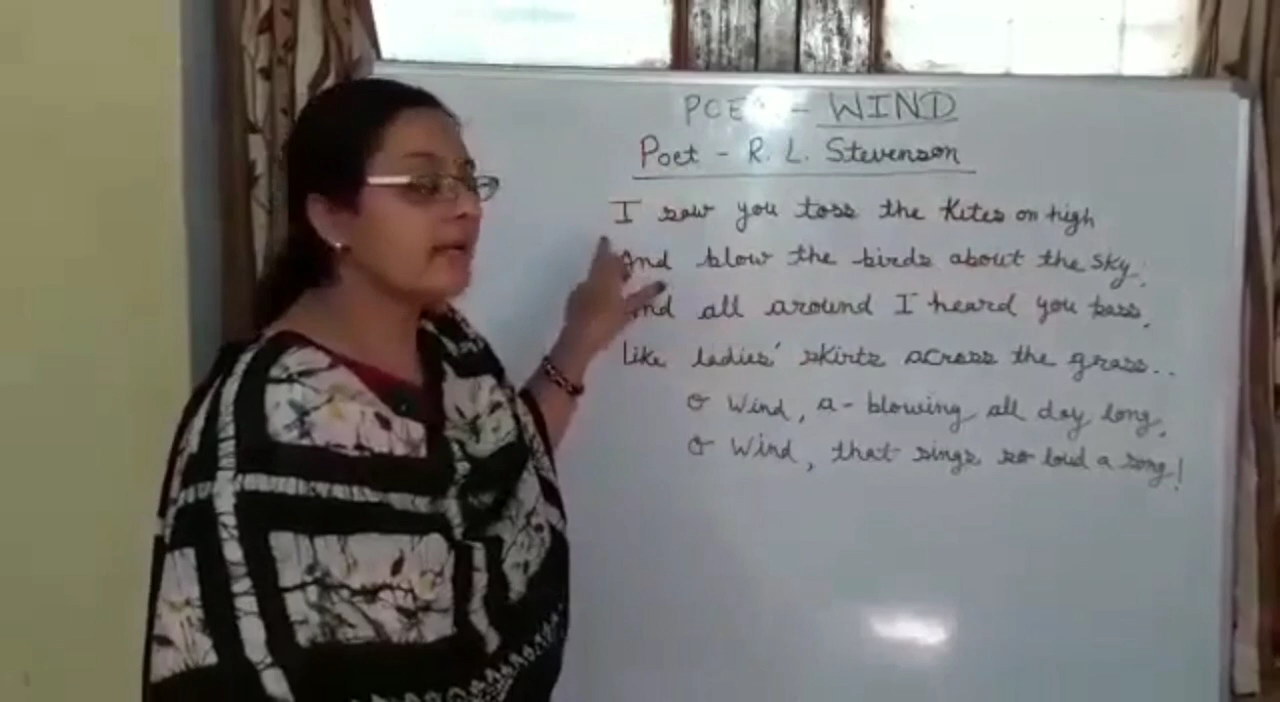 - WIND
Poet - R. L. Stevenson
I saw you toss the Kites on high
And blow the birds about the sky;
And all around I heard you pass,
Like ladies' skirts across the grass..
O Wind, a-blowing all day long,
O Wind, that sings so loud a song!